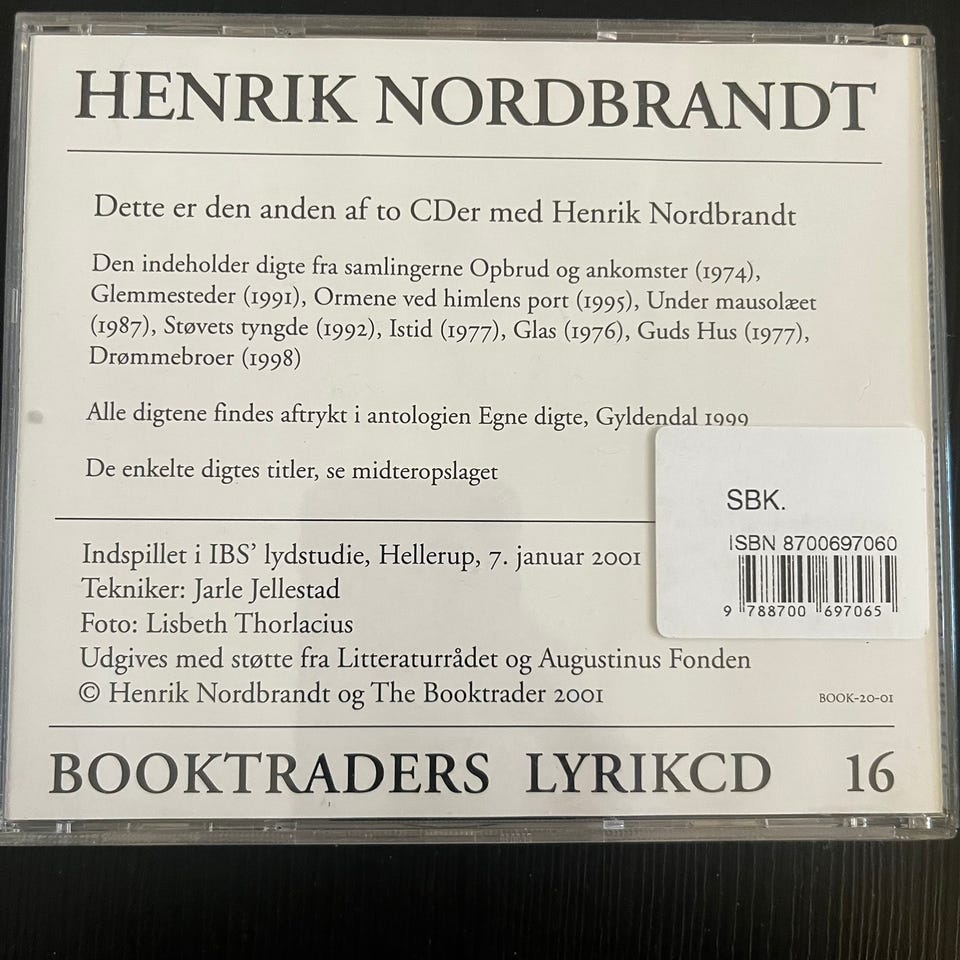 HENRIK NORDBRANDT
Dette er den anden af to CDer med Henrik Nordbrandt
Den indeholder digte fra samlingerne Opbrud og ankomster (1974),
Glemmesteder (1991), Ormene ved himlens port (1995), Under mausolæet
(1987), Støvets tyngde (1992), Istid (1977), Glas (1976), Guds Hus (1977),
Drømmebroer (1998)
Alle digtene findes aftrykt i antologien Egne digte, Gyldendal 1999
De enkelte digtes titler, se midteropslaget
SBK.
ISBN 8700697060
9 788700 697065
Indspillet i IBS’ lydstudie, Hellerup, 7. januar 2001
Tekniker: Jarle Jellestad
Foto: Lisbeth Thorlacius
Udgives med støtte fra Litteraturrådet og Augustinus Fonden
© Henrik Nordbrandt og The Booktrader 2001
BOOK-20-01
BOOKTRADERS LYRIKCD 16